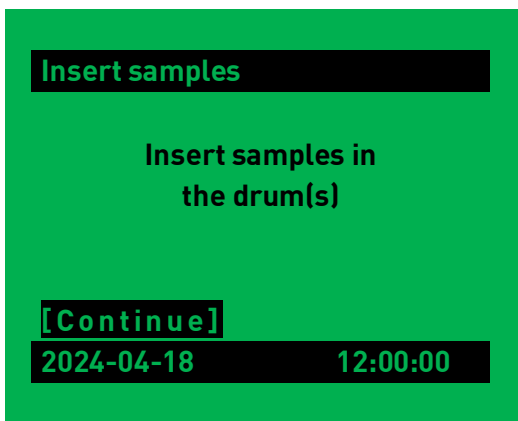 Insert samples
Insert samples in
the drum(s)
[Continue]
2024-04-18 12:00:00